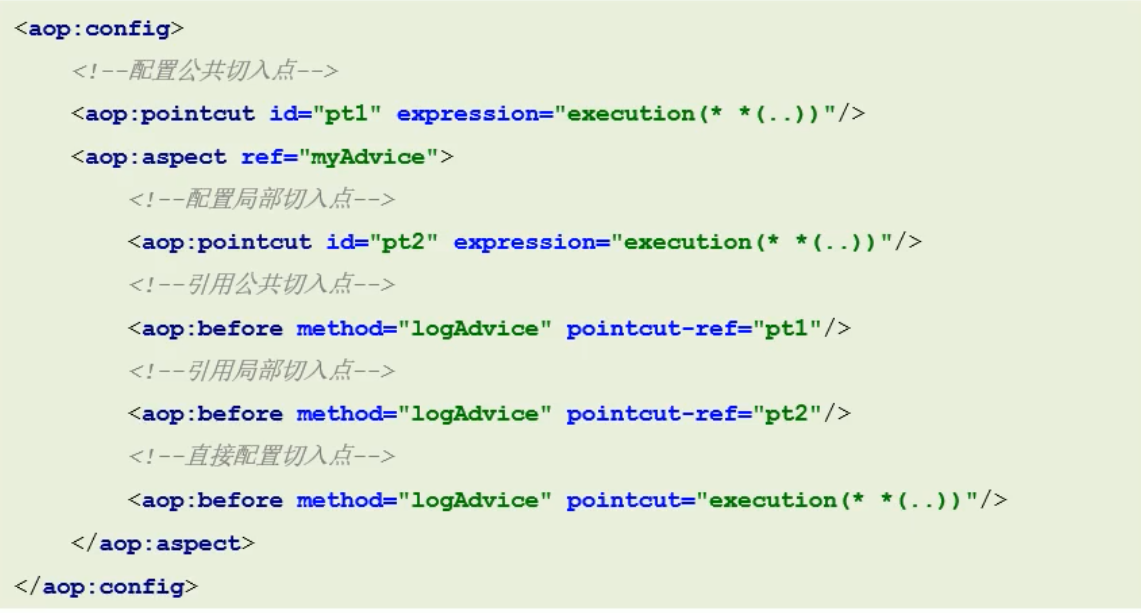 <aop:config>
<!--配置公共切入点-->
<aop:pointcut id="pt1" expression="execution(* *(..))"/>
<aop:aspect ref="myAdvice">
<!--配置局部切入点-->
<aop:pointcut id="pt2" expression="execution(* *(..))"/>
<!--引用公共切入点-->
<aop:before method="logAdvice" pointcut-ref="pt1"/>
<!--引用局部切入点-->
<aop:before method="logAdvice" pointcut-ref="pt2"/>
<!--直接配置切入点-->
<aop:before method="logAdvice" pointcut="execution(* *(..))"/>
</aop:aspect>
</aop:config>